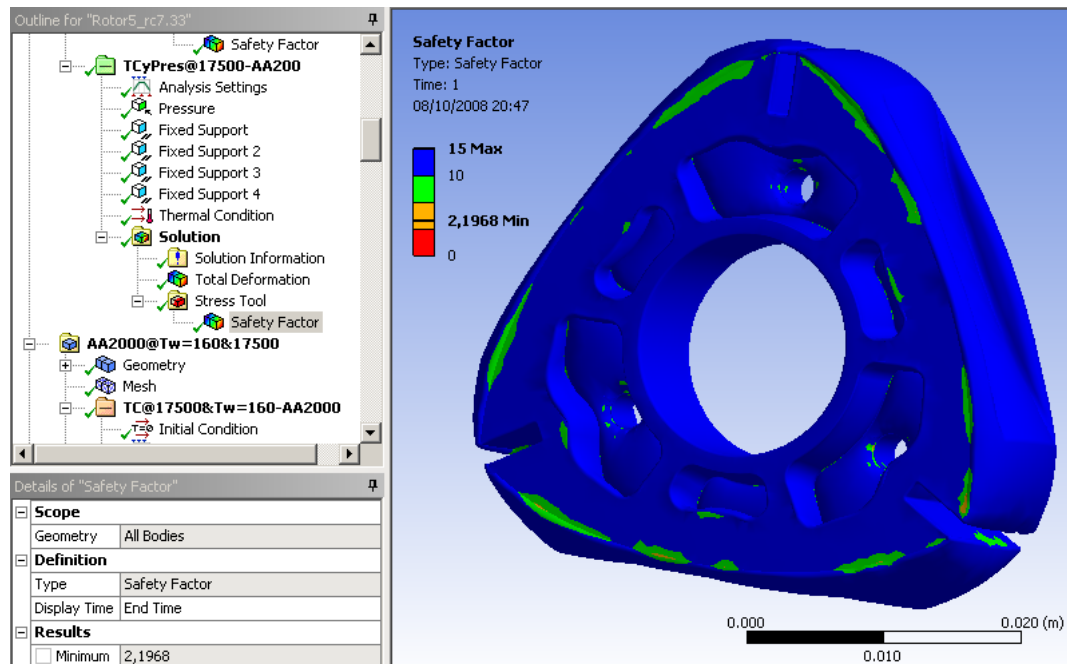 Outline for "Rotor5_rc7.33"
Safety Factor
TCyPres@17500-AA200
Analysis Settings
Pressure
Fixed Support
Fixed Support 2
Fixed Support 3
Fixed Support 4
Thermal Condition
Solution
Solution Information
Total Deformation
Stress Tool
Safety Factor
AA2000@Tw=160&17500
Geometry
Mesh
TC@17500&Tw=160-AA2000
T=0 Initial Condition
Details of "Safety Factor"
Scope
Geometry All Bodies
Definition
Type Safety Factor
Display Time End Time
Results
Minimum 2,1968
Safety Factor
Type: Safety Factor
Time: 1
08/10/2008 20:47
15 Max
10
2,1968 Min
0
0.000 0.020 (m)
0.010